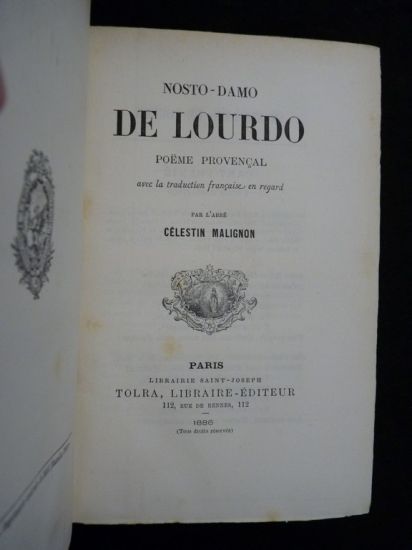 NOSTO-DAMO
DE LOURDO
POËME PROVENÇAL
avec la traduction française en regard
PAR L'ABBÉ
CÉLESTIN MALIGNON
PARIS
LIBRAIRIE SAINT-JOSEPH
TOLRA, LIBRAIRE-ÉDITEUR
112, RUE DE RENNES, 112
1886
(Tous droits réservés)